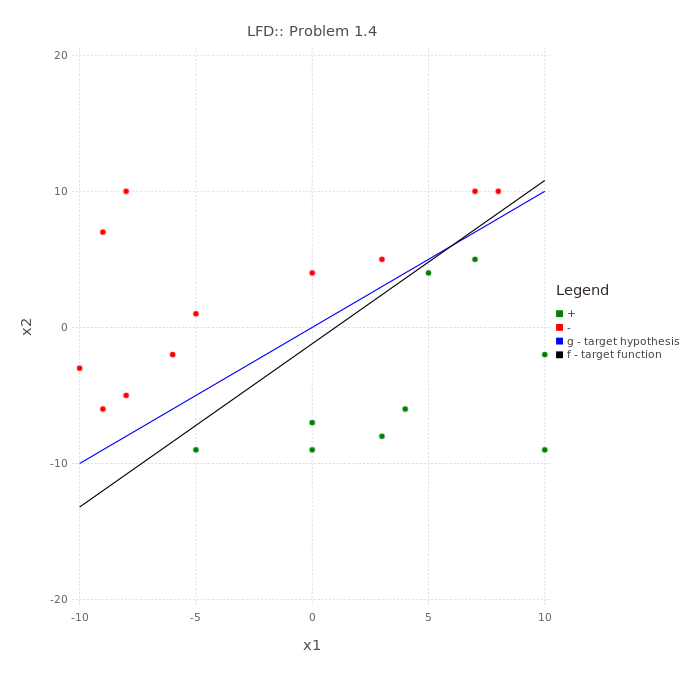 LFD:: Problem 1.4
20
10
0
-10
-20
-10
-5
0
5
10
x1
x2
Legend
+
-
g - target hypothesis
f - target function